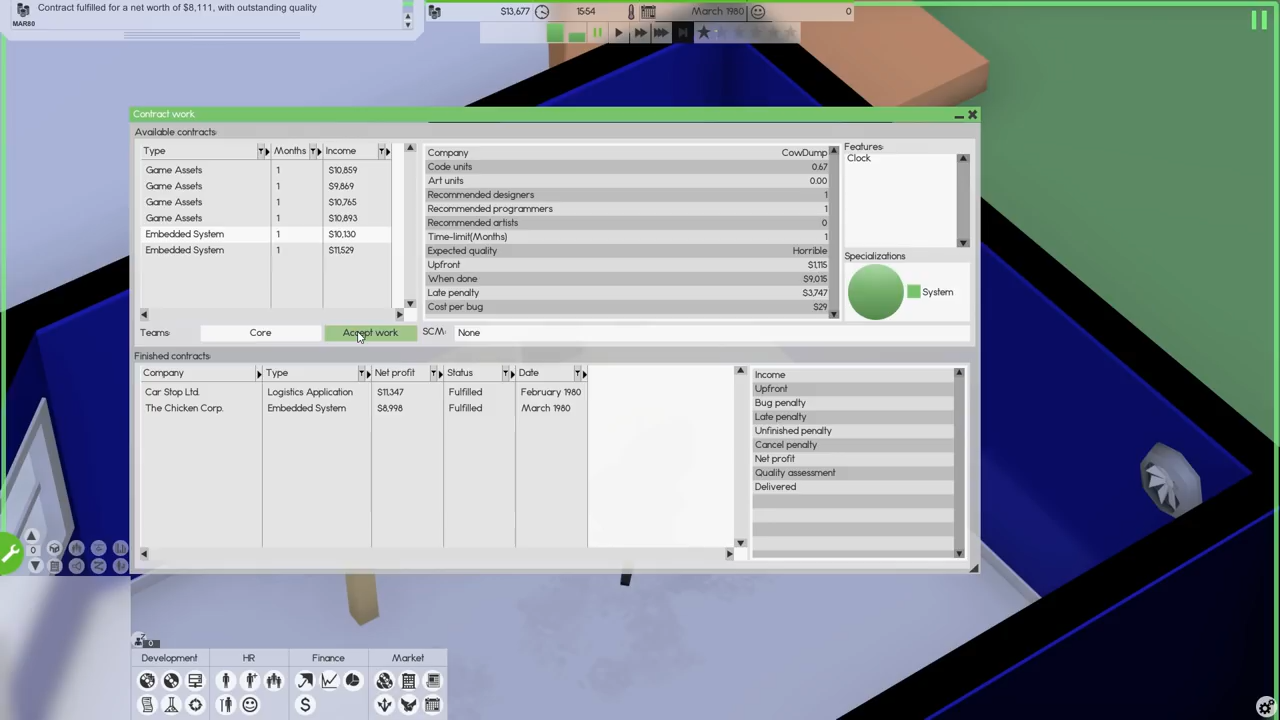 Contract fulfilled for a net worth of $8,111, with outstanding quality
MAR80
$13,677 15:54 March 1980 0
Contract work
Available contracts:
Type Months Income
Game Assets 1 $10,859
Game Assets 1 $9,869
Game Assets 1 $10,765
Game Assets 1 $10,893
Embedded System 1 $10,130
Embedded System 1 $11,529
Company CowDump
Code units 0.67
Art units 0.00
Recommended designers 1
Recommended programmers 1
Recommended artists 0
Time-limit(Months) 1
Expected quality Horrible
Upfront $1,115
When done $9,015
Late penalty $3,747
Cost per bug $29
Features:
Clock
Specializations
System
Teams: Core Accept work SCM: None
Finished contracts:
Company Type Net profit Status Date
Car Stop Ltd. Logistics Application $11,347 Fulfilled February 1980
The Chicken Corp. Embedded System $8,998 Fulfilled March 1980
Income
Upfront
Bug penalty
Late penalty
Unfinished penalty
Cancel penalty
Net profit
Quality assessment
Delivered
0
0
Development HR Finance Market